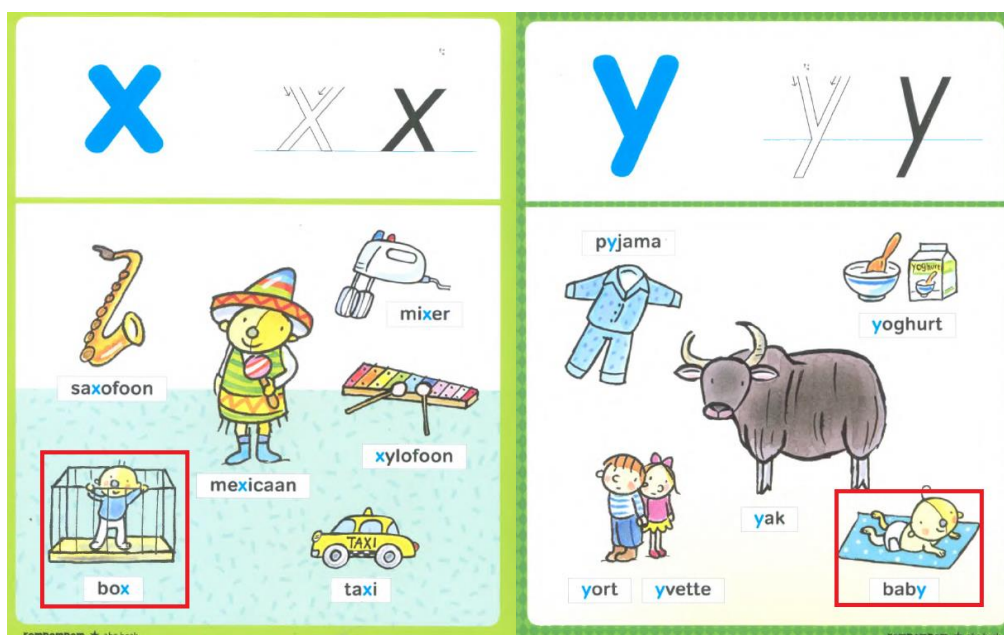 x x x
y y y
saxofoon
mexicaan
mixer
xylofoon
box
TAXI
taxi
pyjama
yoghurt
yoghurt
yak
yort
yvette
baby